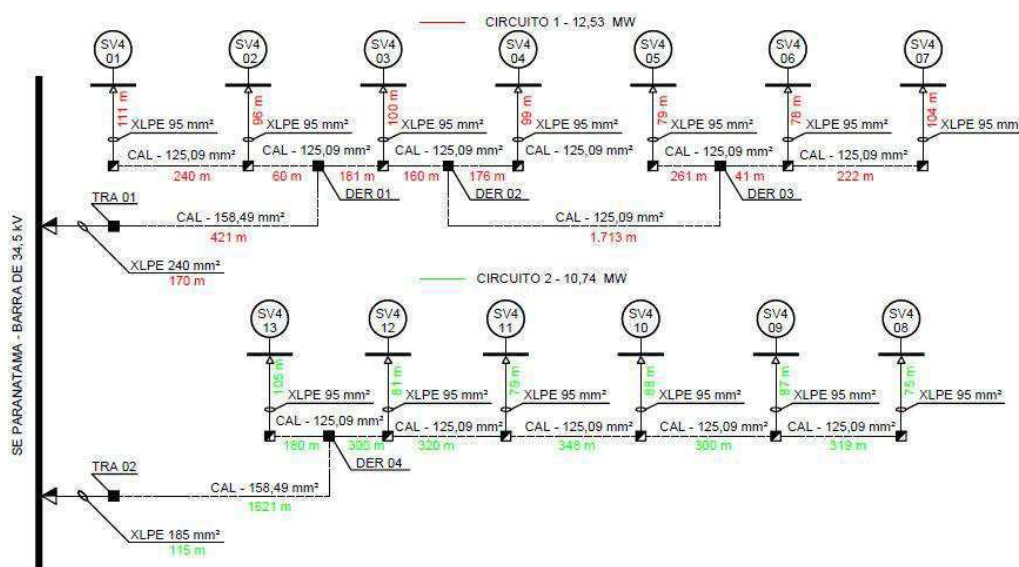 CIRCUITO 1 - 12,53 MW
SV4 01
SV4 02
SV4 03
SV4 04
SV4 05
SV4 06
SV4 07
111 m
96 m
100 m
99 m
79 m
78 m
104 m
XLPE 95 mm²
XLPE 95 mm²
XLPE 95 mm²
XLPE 95 mm²
XLPE 95 mm²
XLPE 95 mm²
XLPE 95 mm²
CAL - 125,09 mm²
CAL - 125,09 mm²
CAL - 125,09 mm²
CAL - 125,09 mm²
CAL - 125,09 mm²
CAL - 125,09 mm²
240 m
60 m
181 m
160 m
176 m
261 m
41 m
222 m
DER 01
DER 02
DER 03
TRA 01
CAL - 158,49 mm²
421 m
CAL - 125,09 mm²
1.713 m
XLPE 240 mm²
170 m
SE PARANATAMA - BARRA DE 34,5 kV
CIRCUITO 2 - 10,74 MW
SV4 13
SV4 12
SV4 11
SV4 10
SV4 09
SV4 08
105 m
81 m
79 m
88 m
87 m
75 m
XLPE 95 mm²
XLPE 95 mm²
XLPE 95 mm²
XLPE 95 mm²
XLPE 95 mm²
XLPE 95 mm²
CAL - 125,09 mm²
CAL - 125,09 mm²
CAL - 125,09 mm²
CAL - 125,09 mm²
CAL - 125,09 mm²
180 m
320 m
348 m
300 m
319 m
DER 04
TRA 02
CAL - 158,49 mm²
1621 m
XLPE 185 mm²
115 m